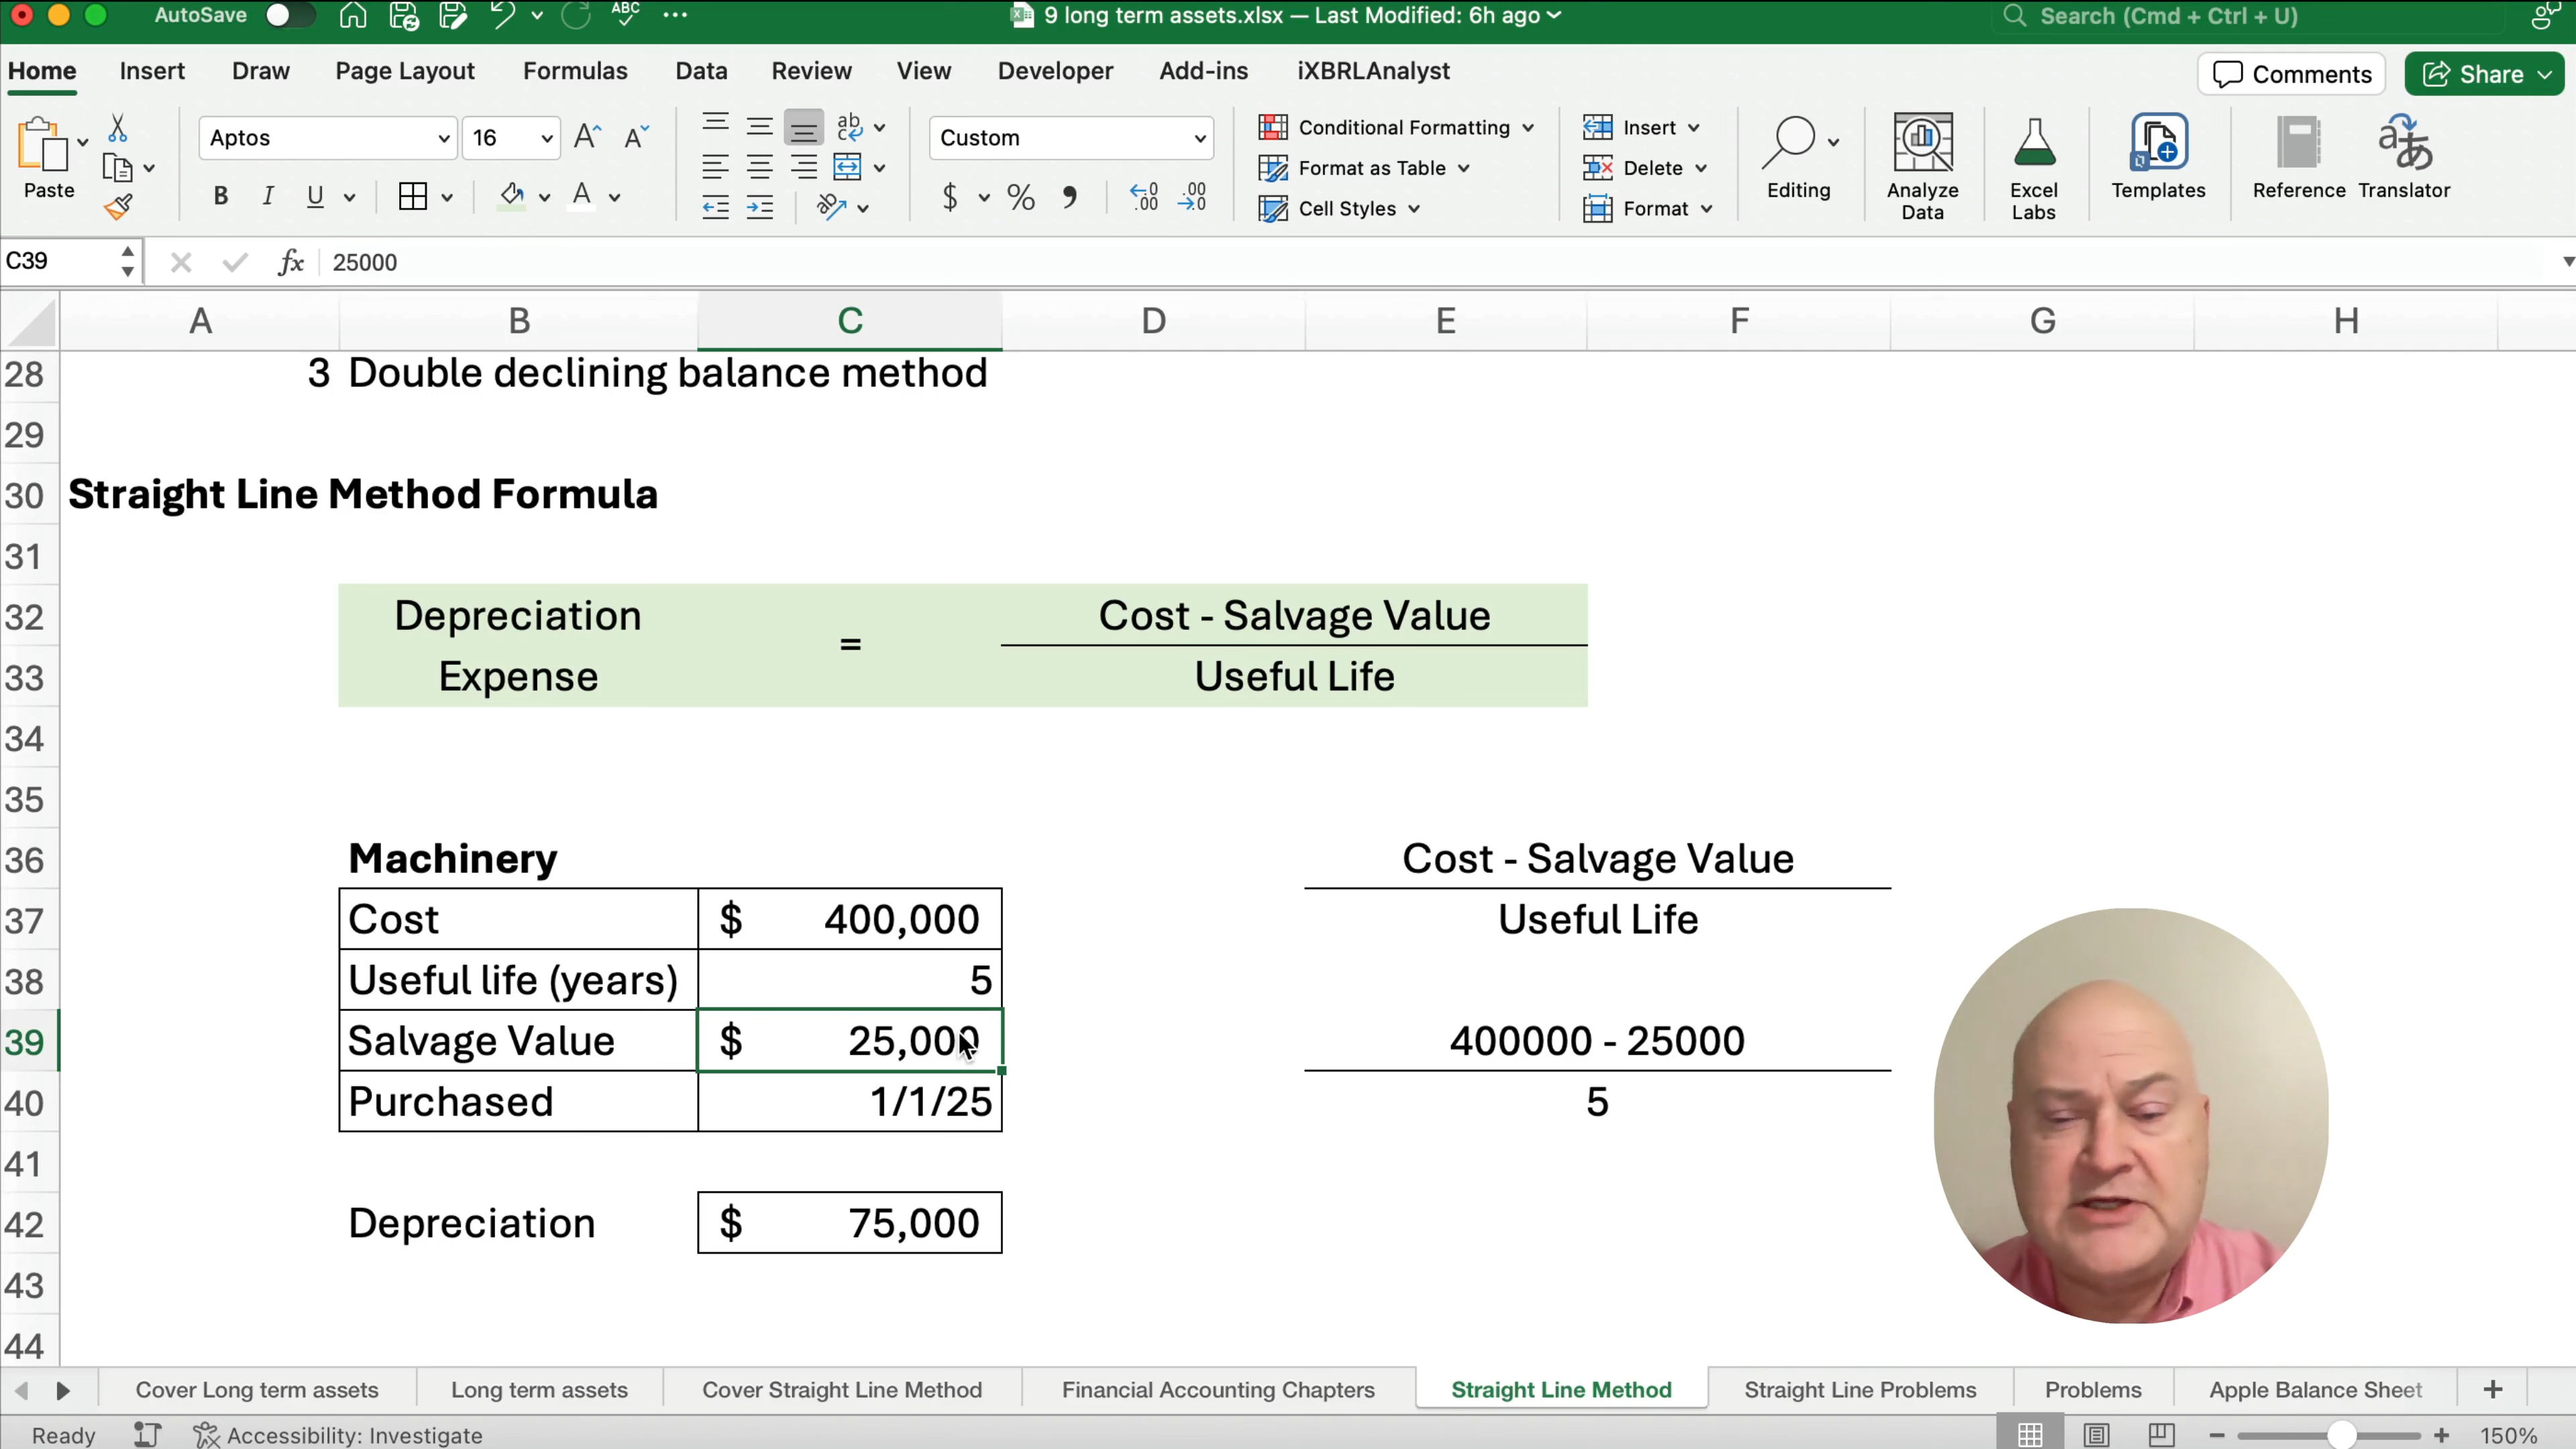 AutoSave
ABC
9 long term assets.xlsx — Last Modified: 6h ago
Search (Cmd + Ctrl + U)
Home Insert Draw Page Layout Formulas Data Review View Developer Add-ins iXBRLAnalyst
Comments
Share
Paste
Aptos 16
B I U
Custom
$ %
Conditional Formatting
Format as Table
Cell Styles
Insert
Delete
Format
Editing
Analyze Data
Excel Labs
Templates
Reference
Translator
C39 fx 25000
A B C D E F G H
28 3 Double declining balance method
29
30 Straight Line Method Formula
31
32 Depreciation = Cost - Salvage Value
33 Expense Useful Life
34
35
36 Machinery Cost - Salvage Value
37 Cost $ 400,000 Useful Life
38 Useful life (years) 5
39 Salvage Value $ 25,000 400000 - 25000
40 Purchased 1/1/25 5
41
42 Depreciation $ 75,000
43
44
Cover Long term assets Long term assets Cover Straight Line Method Financial Accounting Chapters Straight Line Method Straight Line Problems Problems Apple Balance Sheet
Ready Accessibility: Investigate 150%